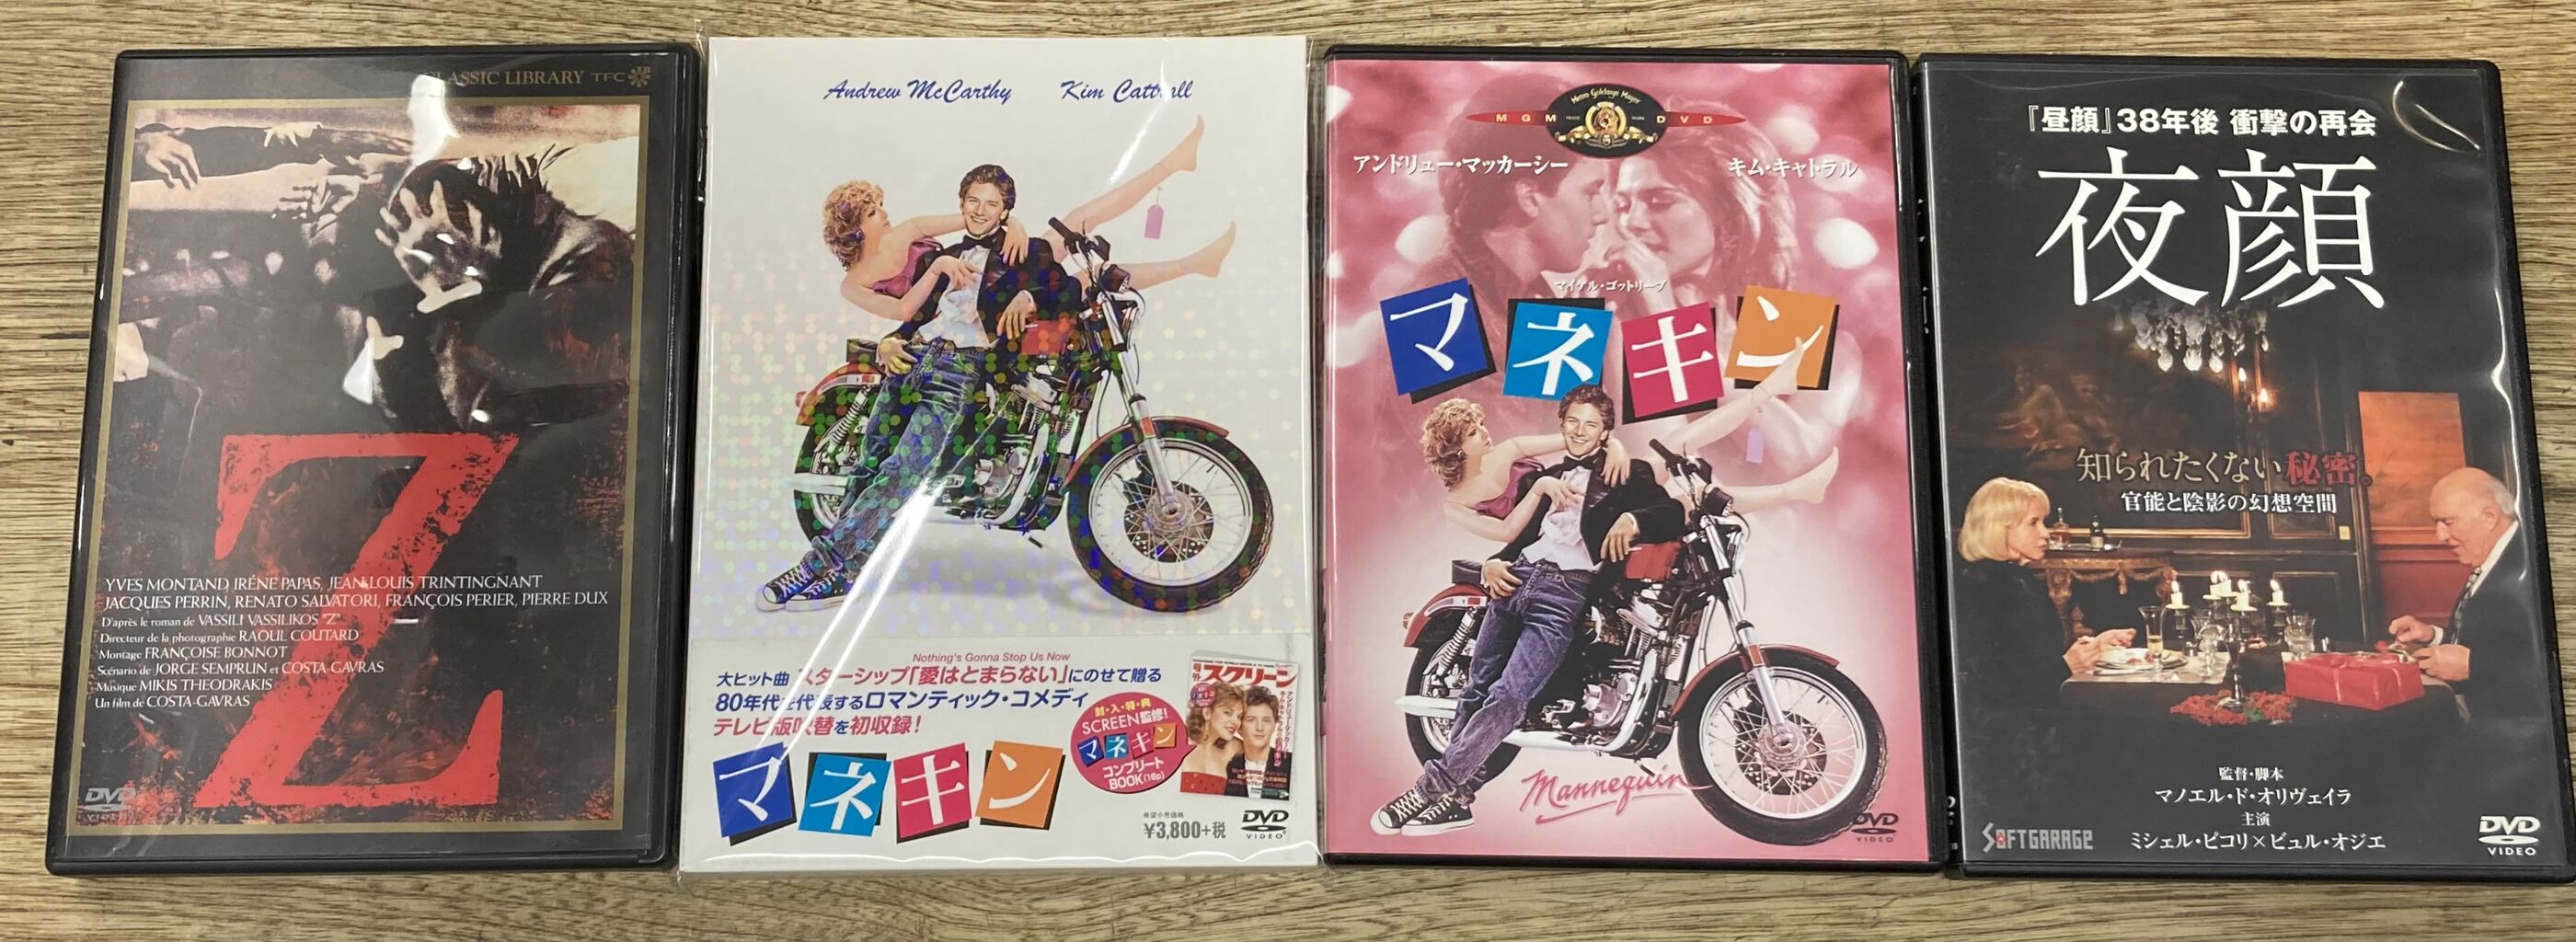 CLASSIC LIBRARY TFC
Z
YVES MONTAND, IRÈNE PAPAS, JEAN-LOUIS TRINTINGNANT
JACQUES PERRIN, RENATO SALVATORI, FRANÇOIS PERIER, PIERRE DUX
D'après le roman de VASSILI VASSILIKOS "Z"
Directeur de la photographie RAOUL COUTARD
Montage FRANÇOISE BONNOT
Scénario de JORGE SEMPRUN et COSTA-GAVRAS
Musique MIKIS THEODRAKIS
Un film de COSTA-GAVRAS
DVD
VIDEO
Andrew McCarthy Kim Cattrall
Nothing's Gonna Stop Us Now
大ヒット曲 スターシップ「愛はとまらない」にのせて贈る
80年代を代表するロマンティック・コメディ
テレビ版吹替を初収録!
マネキン
封・入・特・典
SCREEN監修!
マネキン
コンプリート
BOOK(16p)
スクリーン
希望小売価格
¥3,800+税
DVD
VIDEO
Metro Goldwyn Mayer
MGM DVD
アンドリュー・マッカーシー キム・キャトラル
マイケル・ゴットリーブ
マネキン
Mannequin
DVD
VIDEO
『昼顔』38年後 衝撃の再会
夜顔
知られたくない秘密。
官能と陰影の幻想空間
監督・脚本
マノエル・ド・オリヴェイラ
主演
ミシェル・ピコリ×ビュル・オジエ
SOFTGARAGE
DVD
VIDEO